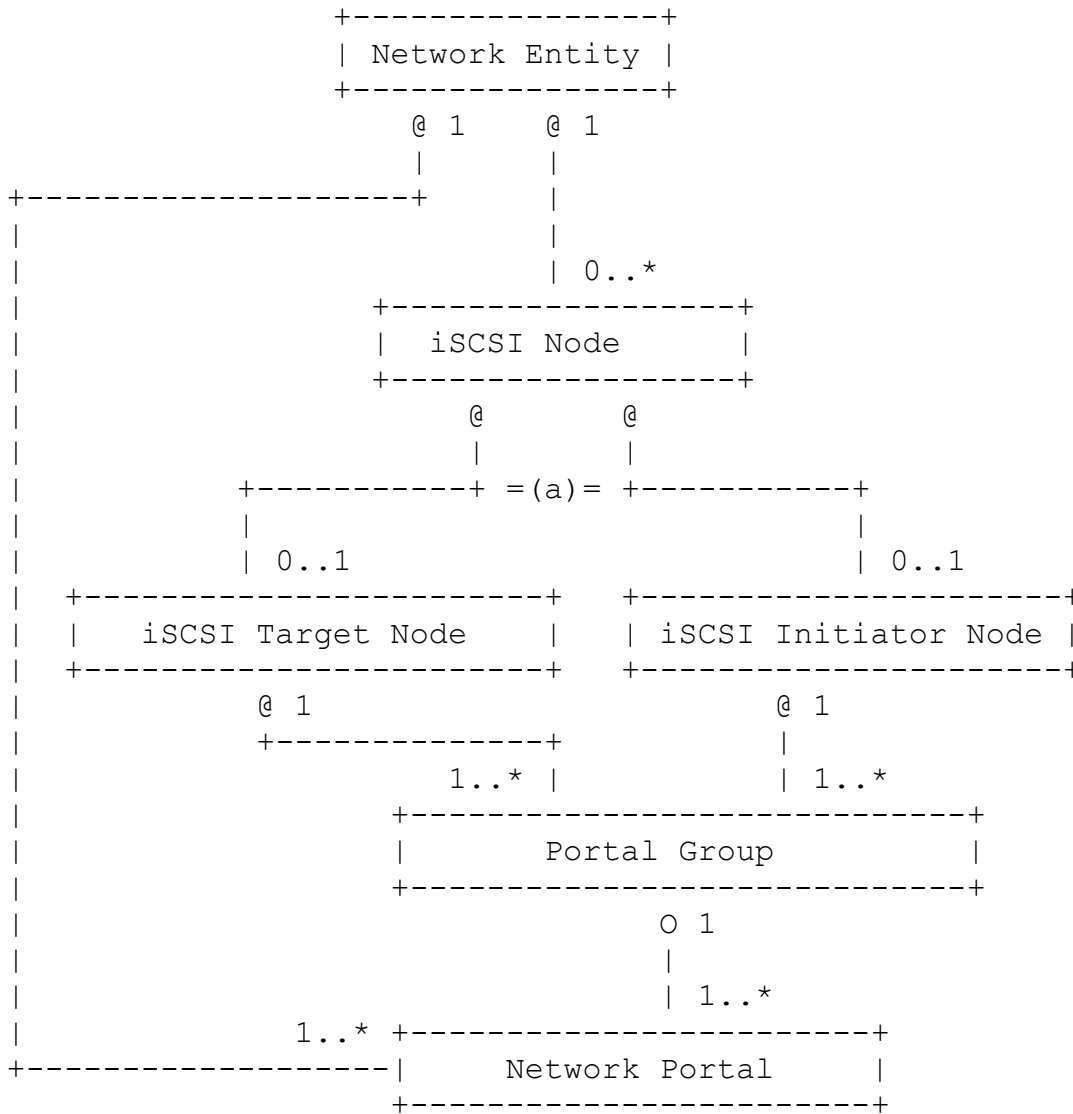 +----------------+
                 | Network Entity |
                 +----------------+
                     @ 1    @ 1
                     |      |
+--------------------+      |
|                           |
|                           | 0..*
|                  +------------------+
|                  |  iSCSI Node      |
|                  +------------------+
|                       @       @
|                       |       |
|           +-----------+ =(a)= +-----------+
|           |                               |
|           | 0..1                          | 0..1
|  +------------------------+   +----------------------+
|  |   iSCSI Target Node    |   | iSCSI Initiator Node |
|  +------------------------+   +----------------------+
|            @ 1                        @ 1
|            +--------------+           |
|                      1..* |           | 1..*
|                   +-----------------------------+
|                   |       Portal Group          |
|                   +-----------------------------+
|                                 O 1
|                                 |
|                                 | 1..*
|              1..* +------------------------+
+-------------------|     Network Portal     |
                    +------------------------+